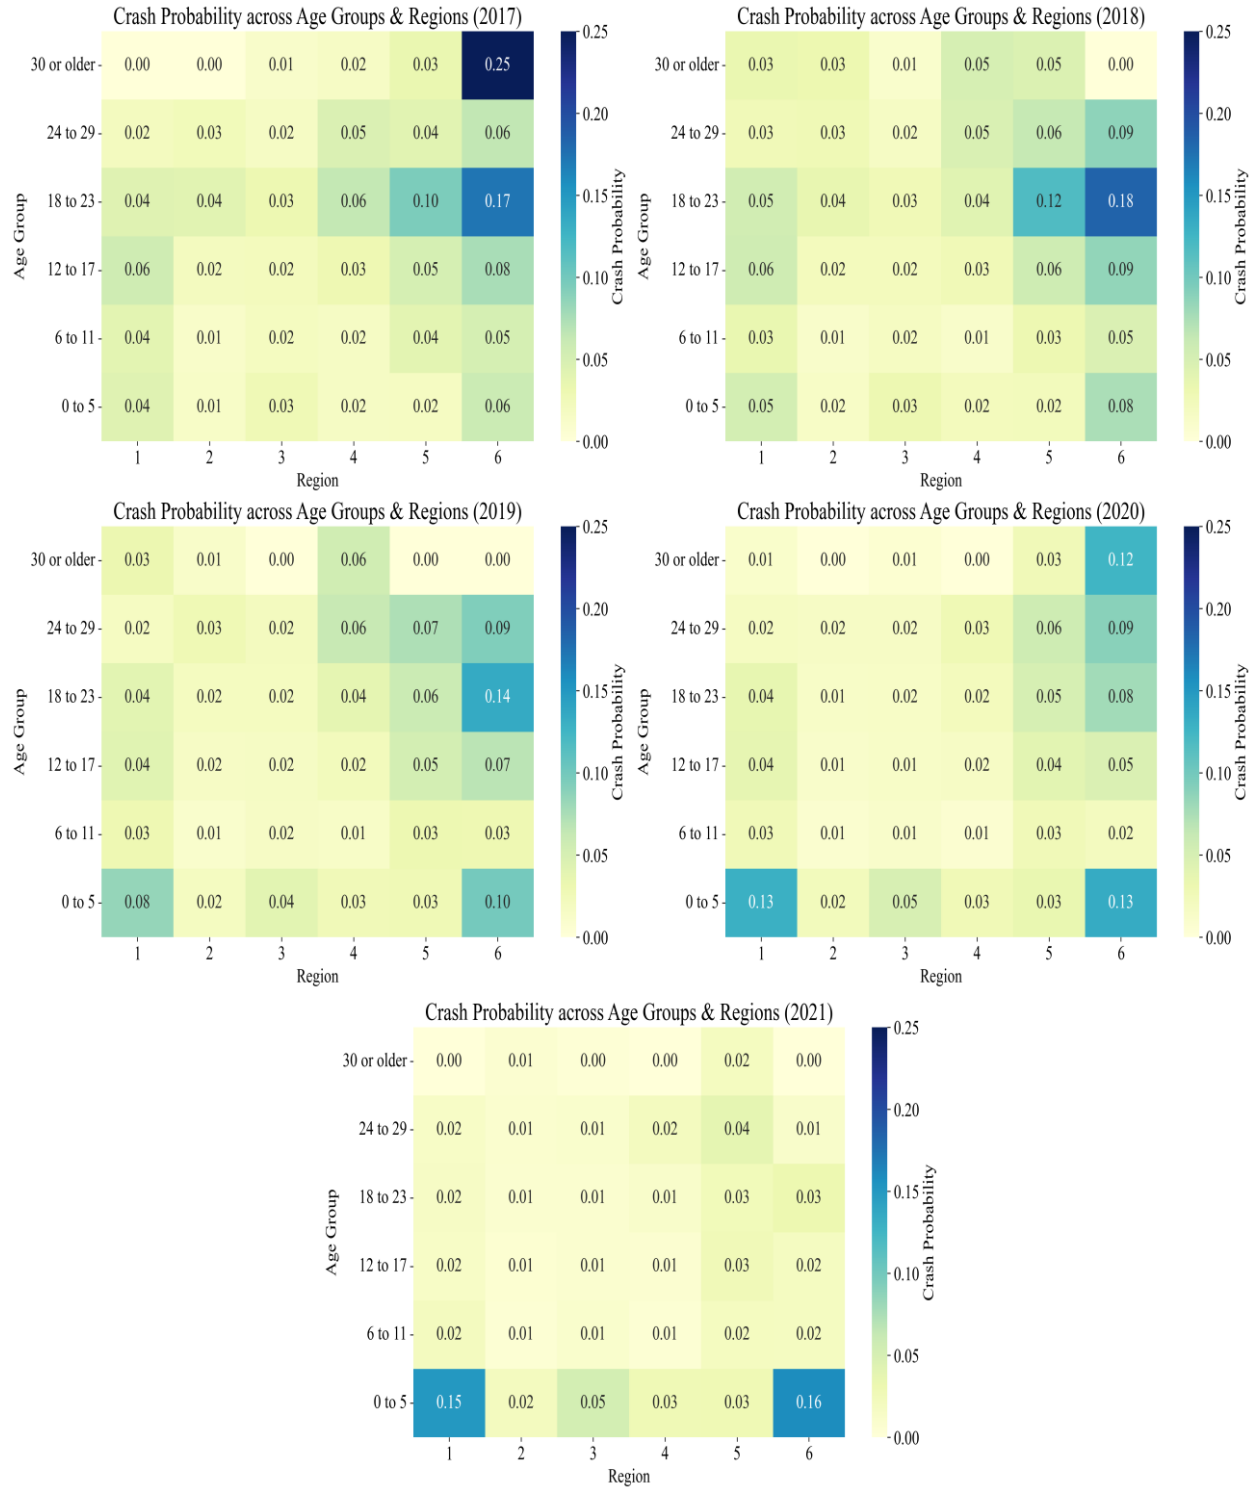 Crash Probability across Age Groups & Regions (2017)
30 or older 0.00 0.00 0.01 0.02 0.03 0.25
24 to 29 0.02 0.03 0.02 0.05 0.04 0.06
18 to 23 0.04 0.04 0.03 0.06 0.10 0.17
12 to 17 0.06 0.02 0.02 0.03 0.05 0.08
6 to 11 0.04 0.01 0.02 0.02 0.04 0.05
0 to 5 0.04 0.01 0.03 0.02 0.02 0.06
1 2 3 4 5 6
Region
Age Group
0.25
0.20
0.15
0.10
0.05
0.00
Crash Probability
Crash Probability across Age Groups & Regions (2018)
30 or older 0.03 0.03 0.01 0.05 0.05 0.00
24 to 29 0.03 0.03 0.02 0.05 0.06 0.09
18 to 23 0.05 0.04 0.03 0.04 0.12 0.18
12 to 17 0.06 0.02 0.02 0.03 0.06 0.09
6 to 11 0.03 0.01 0.02 0.01 0.03 0.05
0 to 5 0.05 0.02 0.03 0.02 0.02 0.08
1 2 3 4 5 6
Region
Age Group
0.25
0.20
0.15
0.10
0.05
0.00
Crash Probability
Crash Probability across Age Groups & Regions (2019)
30 or older 0.03 0.01 0.00 0.06 0.00 0.00
24 to 29 0.02 0.03 0.02 0.06 0.07 0.09
18 to 23 0.04 0.02 0.02 0.04 0.06 0.14
12 to 17 0.04 0.02 0.02 0.02 0.05 0.07
6 to 11 0.03 0.01 0.02 0.01 0.03 0.03
0 to 5 0.08 0.02 0.04 0.03 0.03 0.10
1 2 3 4 5 6
Region
Age Group
0.25
0.20
0.15
0.10
0.05
0.00
Crash Probability
Crash Probability across Age Groups & Regions (2020)
30 or older 0.01 0.00 0.01 0.00 0.03 0.12
24 to 29 0.02 0.02 0.02 0.03 0.06 0.09
18 to 23 0.04 0.01 0.02 0.02 0.05 0.08
12 to 17 0.04 0.01 0.01 0.02 0.04 0.05
6 to 11 0.03 0.01 0.01 0.01 0.03 0.02
0 to 5 0.13 0.02 0.05 0.03 0.03 0.13
1 2 3 4 5 6
Region
Age Group
0.25
0.20
0.15
0.10
0.05
0.00
Crash Probability
Crash Probability across Age Groups & Regions (2021)
30 or older 0.00 0.01 0.00 0.00 0.02 0.00
24 to 29 0.02 0.01 0.01 0.02 0.04 0.01
18 to 23 0.02 0.01 0.01 0.01 0.03 0.03
12 to 17 0.02 0.01 0.01 0.01 0.03 0.02
6 to 11 0.02 0.01 0.01 0.01 0.02 0.02
0 to 5 0.15 0.02 0.05 0.03 0.03 0.16
1 2 3 4 5 6
Region
Age Group
0.25
0.20
0.15
0.10
0.05
0.00
Crash Probability